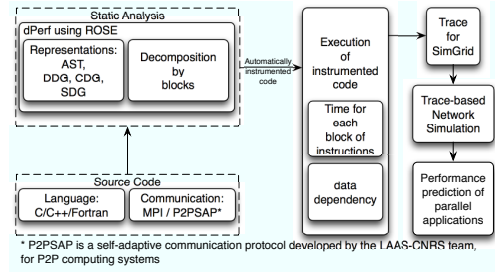 Static Analysis
dPerf using ROSE
Representations:
AST,
DDG, CDG,
SDG
Decomposition
by
blocks
Automatically
instrumented
code
Source Code
Language:
C/C++/Fortran
Communication:
MPI / P2PSAP*
Execution
of
instrumented
code
Time for
each
block of
instructions
data
dependency
Trace
for
SimGrid
Trace-based
Network
Simulation
Performance
prediction of
parallel
applications
* P2PSAP is a self-adaptive communication protocol developed by the LAAS-CNRS team,
for P2P computing systems